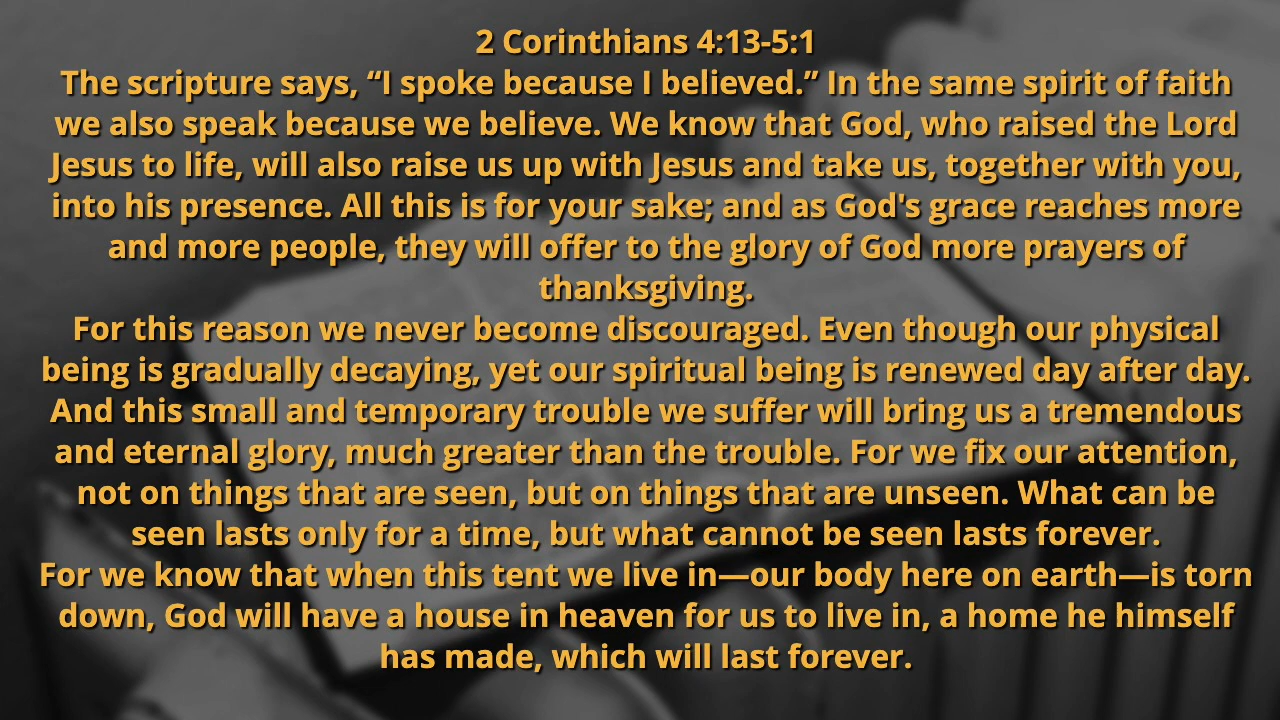 2 Corinthians 4:13-5:1
The scripture says, “I spoke because I believed.” In the same spirit of faith
we also speak because we believe. We know that God, who raised the Lord
Jesus to life, will also raise us up with Jesus and take us, together with you,
into his presence. All this is for your sake; and as God's grace reaches more
and more people, they will offer to the glory of God more prayers of
thanksgiving.
For this reason we never become discouraged. Even though our physical
being is gradually decaying, yet our spiritual being is renewed day after day.
And this small and temporary trouble we suffer will bring us a tremendous
and eternal glory, much greater than the trouble. For we fix our attention,
not on things that are seen, but on things that are unseen. What can be
seen lasts only for a time, but what cannot be seen lasts forever.
For we know that when this tent we live in—our body here on earth—is torn
down, God will have a house in heaven for us to live in, a home he himself
has made, which will last forever.